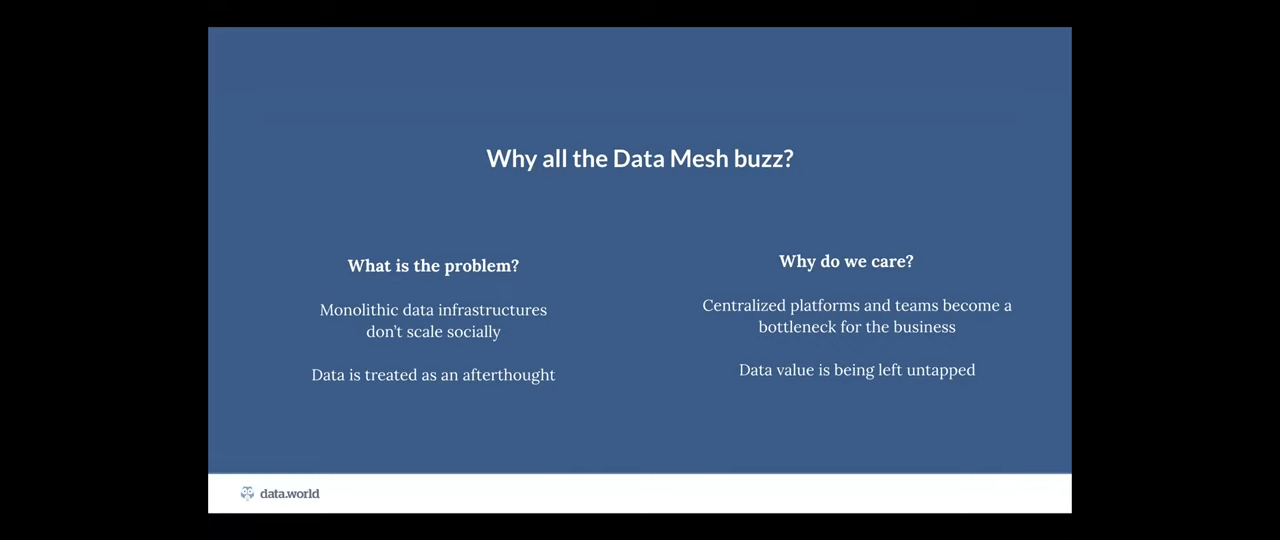 Why all the Data Mesh buzz?
What is the problem?
Monolithic data infrastructures
don't scale socially
Data is treated as an afterthought
Why do we care?
Centralized platforms and teams become a
bottleneck for the business
Data value is being left untapped
data.world